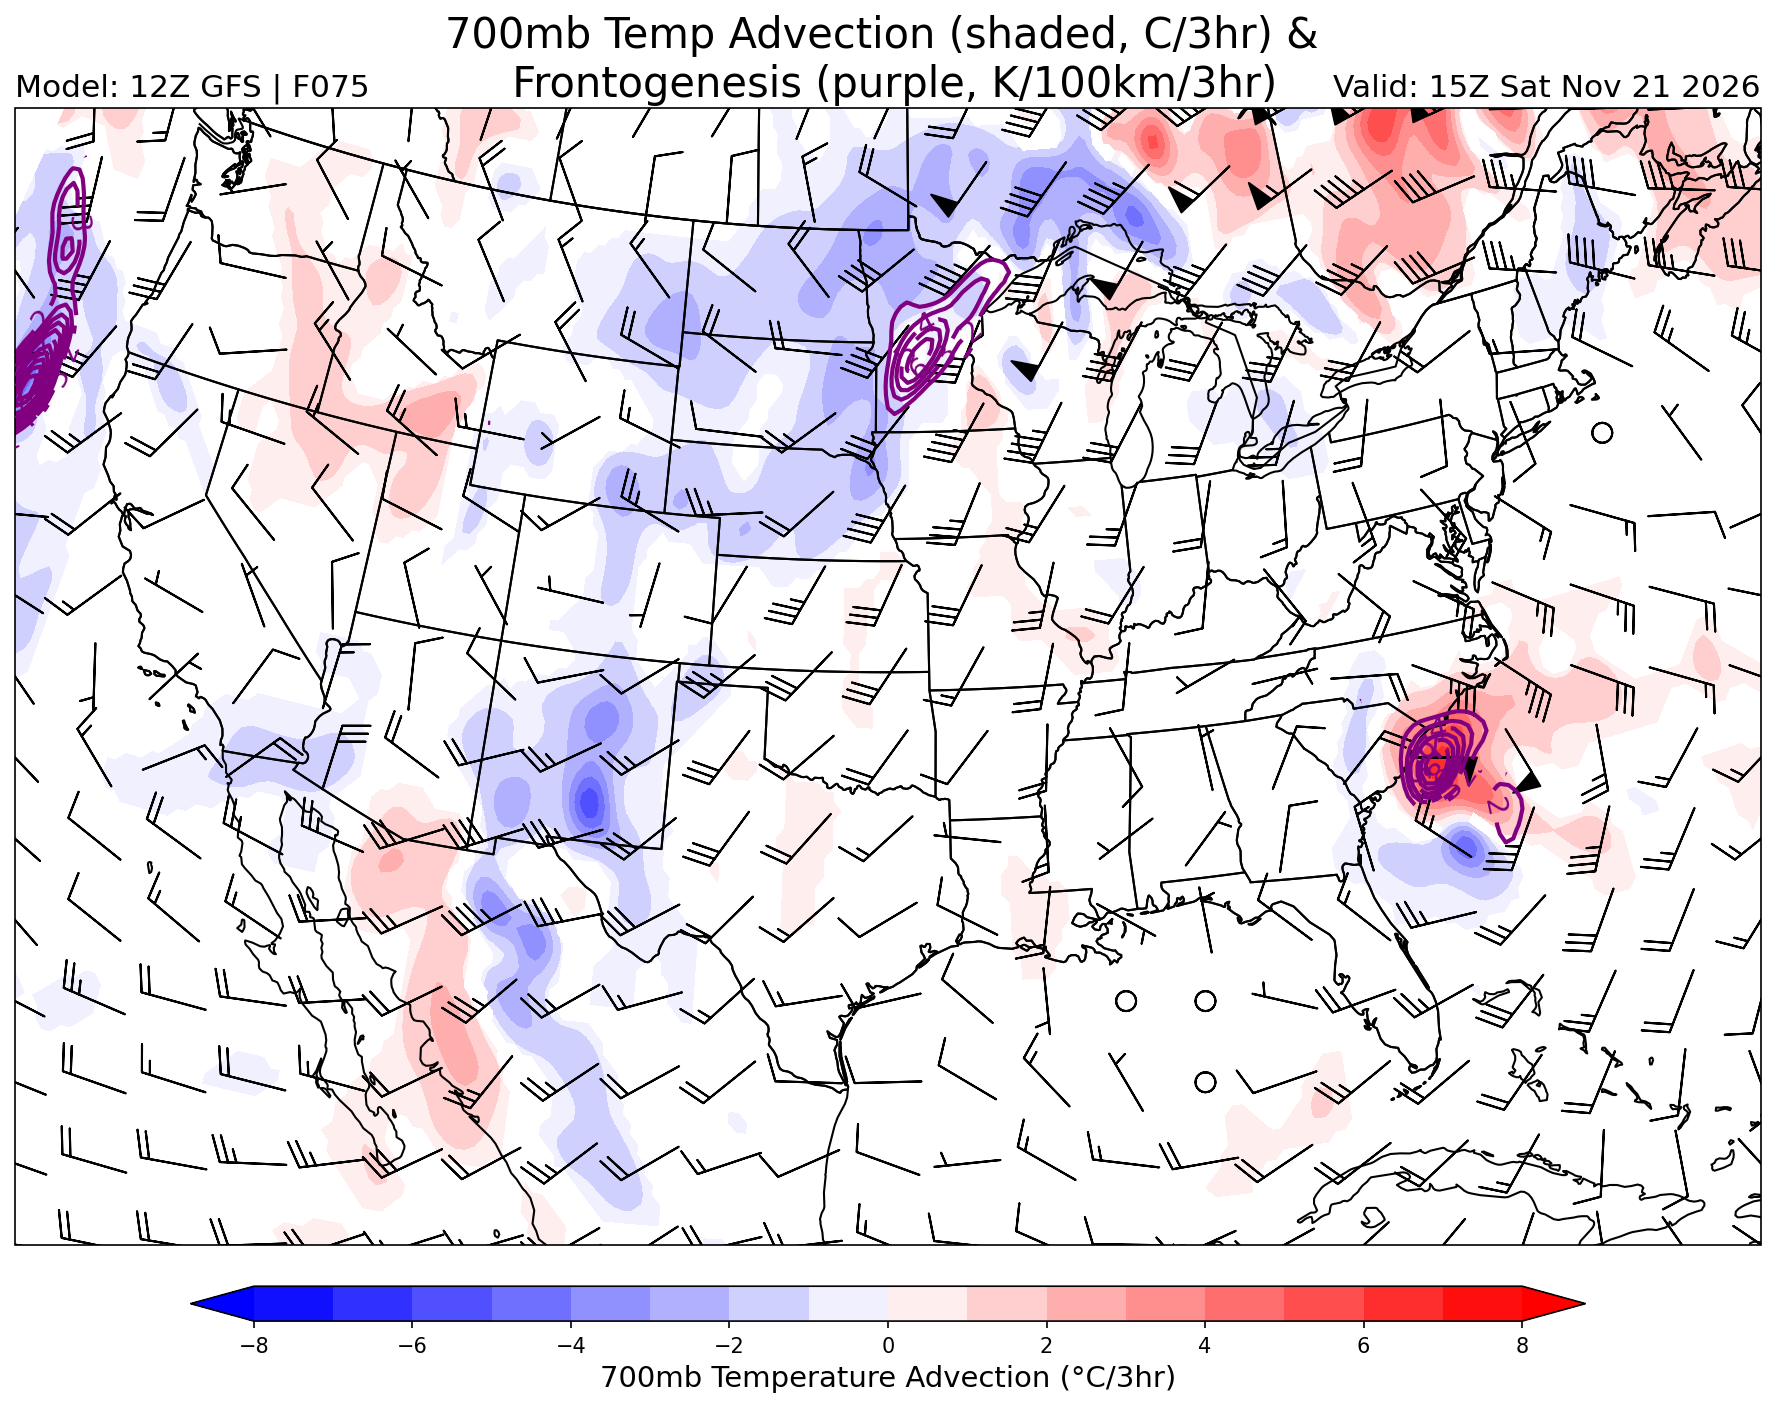 700mb Temp Advection (shaded, C/3hr) &
Frontogenesis (purple, K/100km/3hr)
Model: 12Z GFS | F075
Valid: 15Z Sat Nov 21 2026
2
−8 −6 −4 −2 0 2 4 6 8
700mb Temperature Advection (°C/3hr)